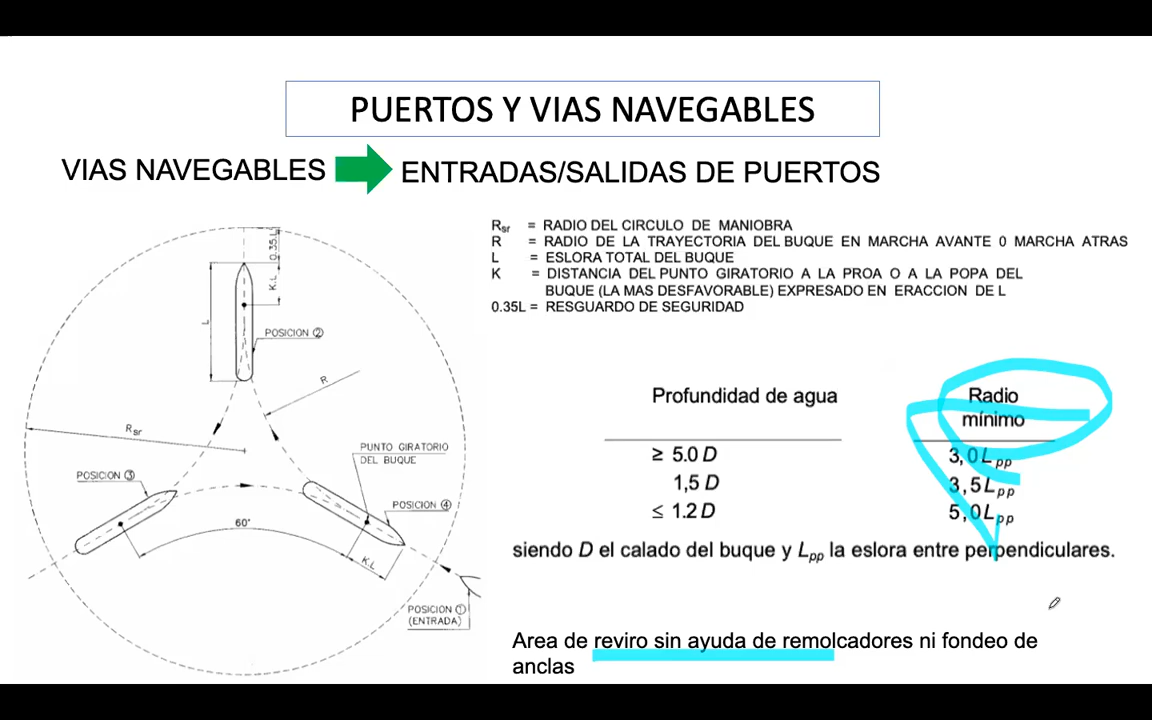 PUERTOS Y VIAS NAVEGABLES
VIAS NAVEGABLES
ENTRADAS/SALIDAS DE PUERTOS
Rsr = RADIO DEL CIRCULO DE MANIOBRA
R = RADIO DE LA TRAYECTORIA DEL BUQUE EN MARCHA AVANTE 0 MARCHA ATRAS
L = ESLORA TOTAL DEL BUQUE
K = DISTANCIA DEL PUNTO GIRATORIO A LA PROA O A LA POPA DEL
BUQUE (LA MAS DESFAVORABLE) EXPRESADO EN ERACCION DE L
0.35L = RESGUARDO DE SEGURIDAD
0.35.L
K.L
L
POSICION ②
R
Rsr
PUNTO GIRATORIO
DEL BUQUE
POSICION ③
POSICION ④
60°
K.L
POSICION ①
(ENTRADA)
Profundidad de agua
Radio
mínimo
≥ 5.0 D 3,0 Lpp
1,5 D 3,5 Lpp
≤ 1.2 D 5,0 Lpp
siendo D el calado del buque y Lpp la eslora entre perpendiculares.
Area de reviro sin ayuda de remolcadores ni fondeo de
anclas